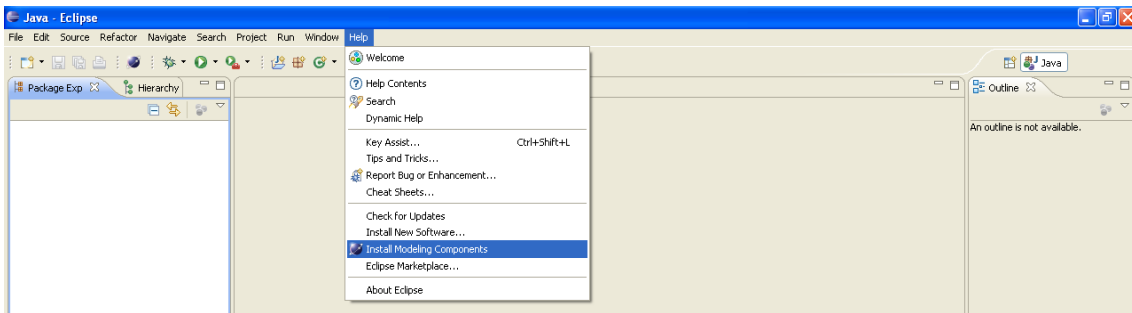 Java - Eclipse
File Edit Source Refactor Navigate Search Project Run Window Help
Java
Package Exp
Hierarchy
Outline
An outline is not available.
Welcome
Help Contents
Search
Dynamic Help
Key Assist... Ctrl+Shift+L
Tips and Tricks...
Report Bug or Enhancement...
Cheat Sheets...
Check for Updates
Install New Software...
Install Modeling Components
Eclipse Marketplace...
About Eclipse